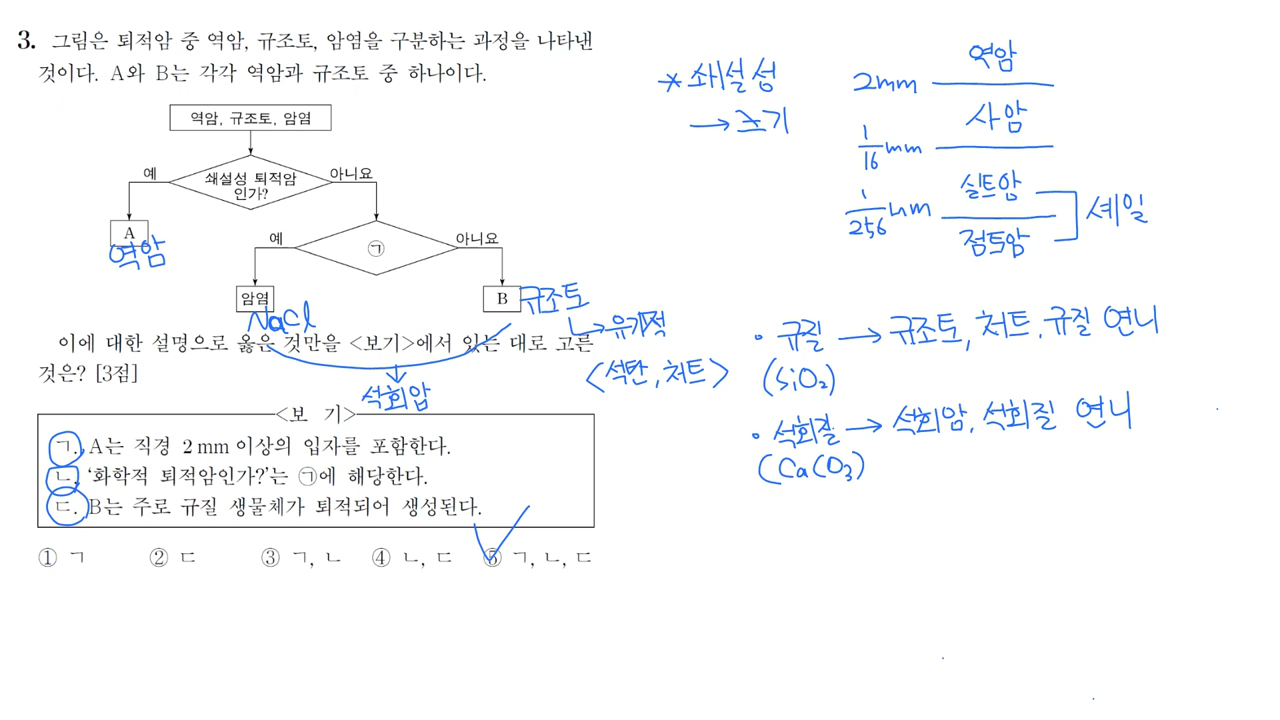 3. 그림은 퇴적암 중 역암, 규조토, 암염을 구분하는 과정을 나타낸
것이다. A와 B는 각각 역암과 규조토 중 하나이다.
역암, 규조토, 암염
예
쇄설성 퇴적암
인가?
아니요
A
역암
예
㉠
아니요
암염
NaCl
B
규조토
→유기적
<석탄, 처트>
석회암
이에 대한 설명으로 옳은 것만을 <보기>에서 있는 대로 고른
것은? [3점]
<보 기>
ㄱ. A는 직경 2mm 이상의 입자를 포함한다.
ㄴ. ‘화학적 퇴적암인가?’는 ㉠에 해당한다.
ㄷ. B는 주로 규질 생물체가 퇴적되어 생성된다.
① ㄱ ② ㄷ ③ ㄱ, ㄴ ④ ㄴ, ㄷ ⑤ ㄱ, ㄴ, ㄷ
* 쇄설성
→ 크기
역암
2mm
사암
1/16 mm
실트암
1/256 mm
점토암
셰일
• 규질 → 규조토, 처트, 규질 연니
(SiO₂)
• 석회질 → 석회암, 석회질 연니
(CaCO₃)